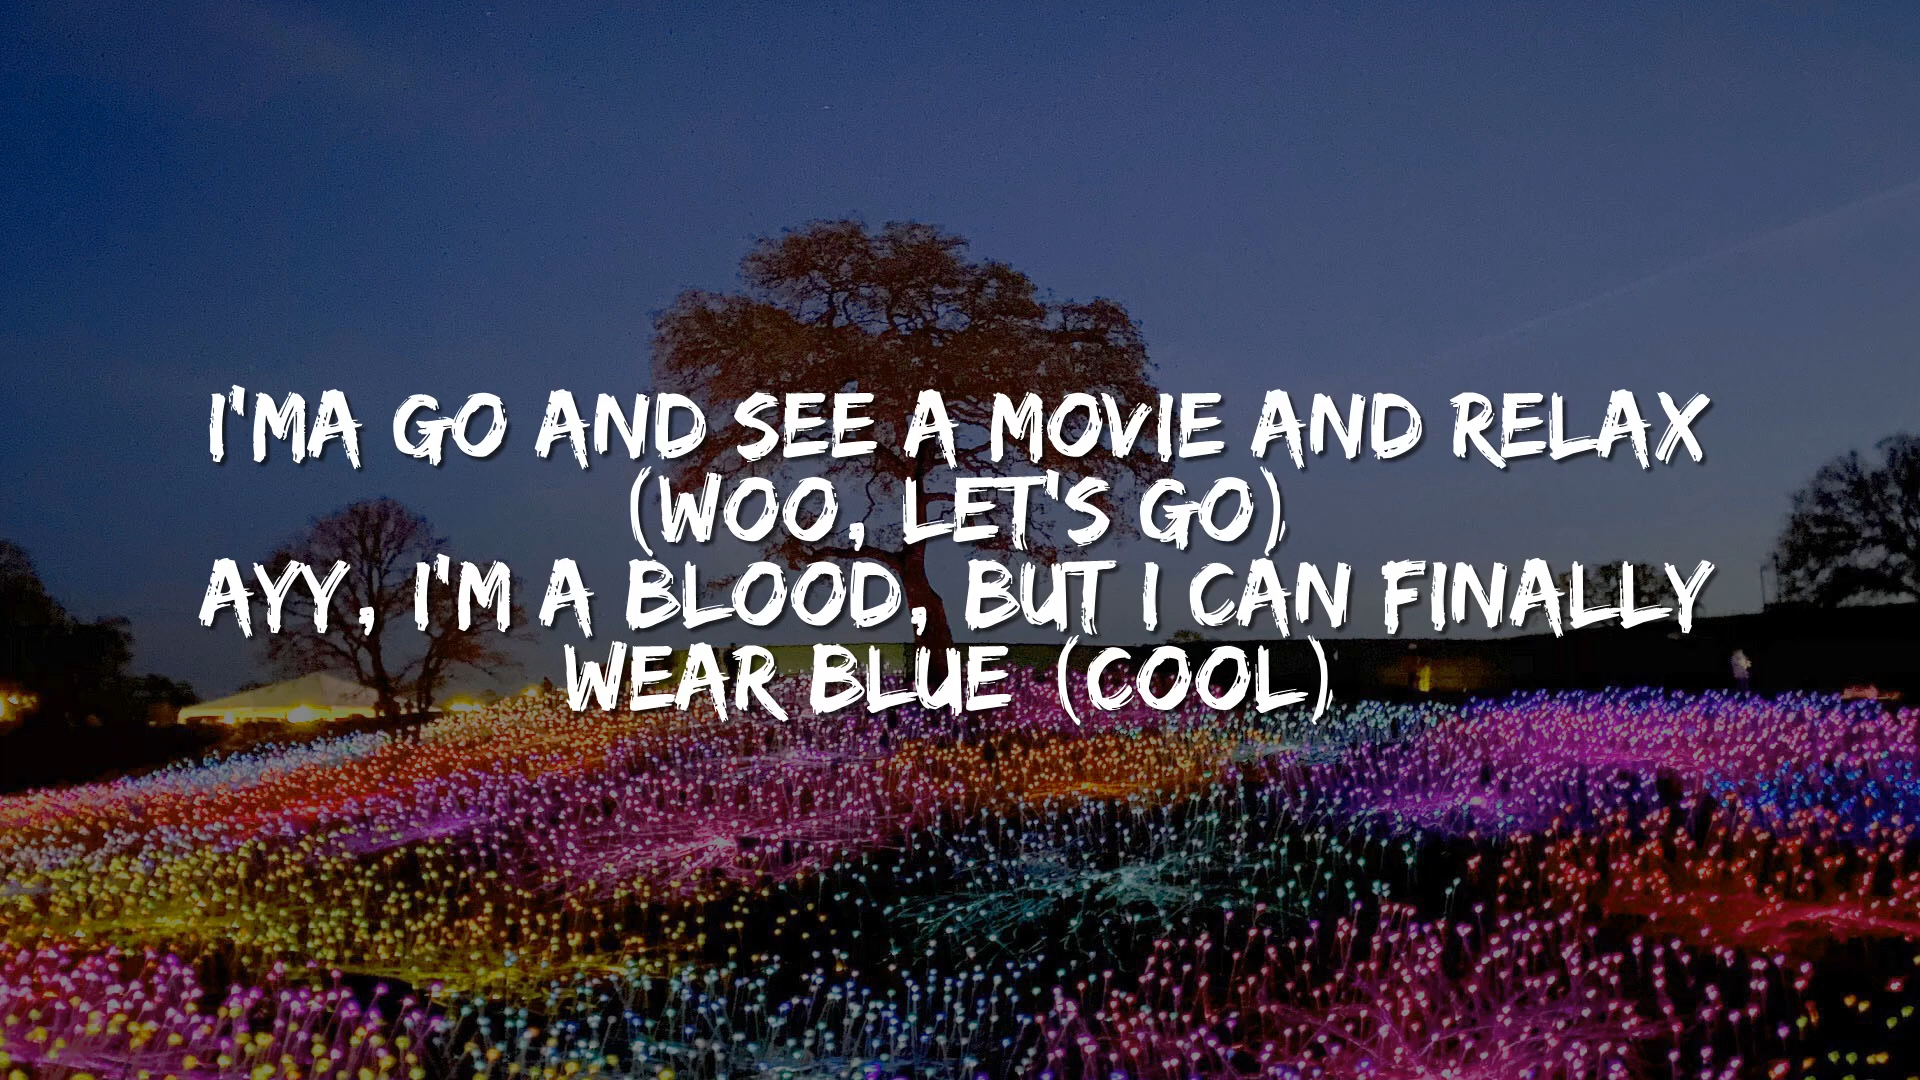 I'MA GO AND SEE A MOVIE AND RELAX
(WOO, LET'S GO)
AYY, I'M A BLOOD, BUT I CAN FINALLY
WEAR BLUE (COOL)